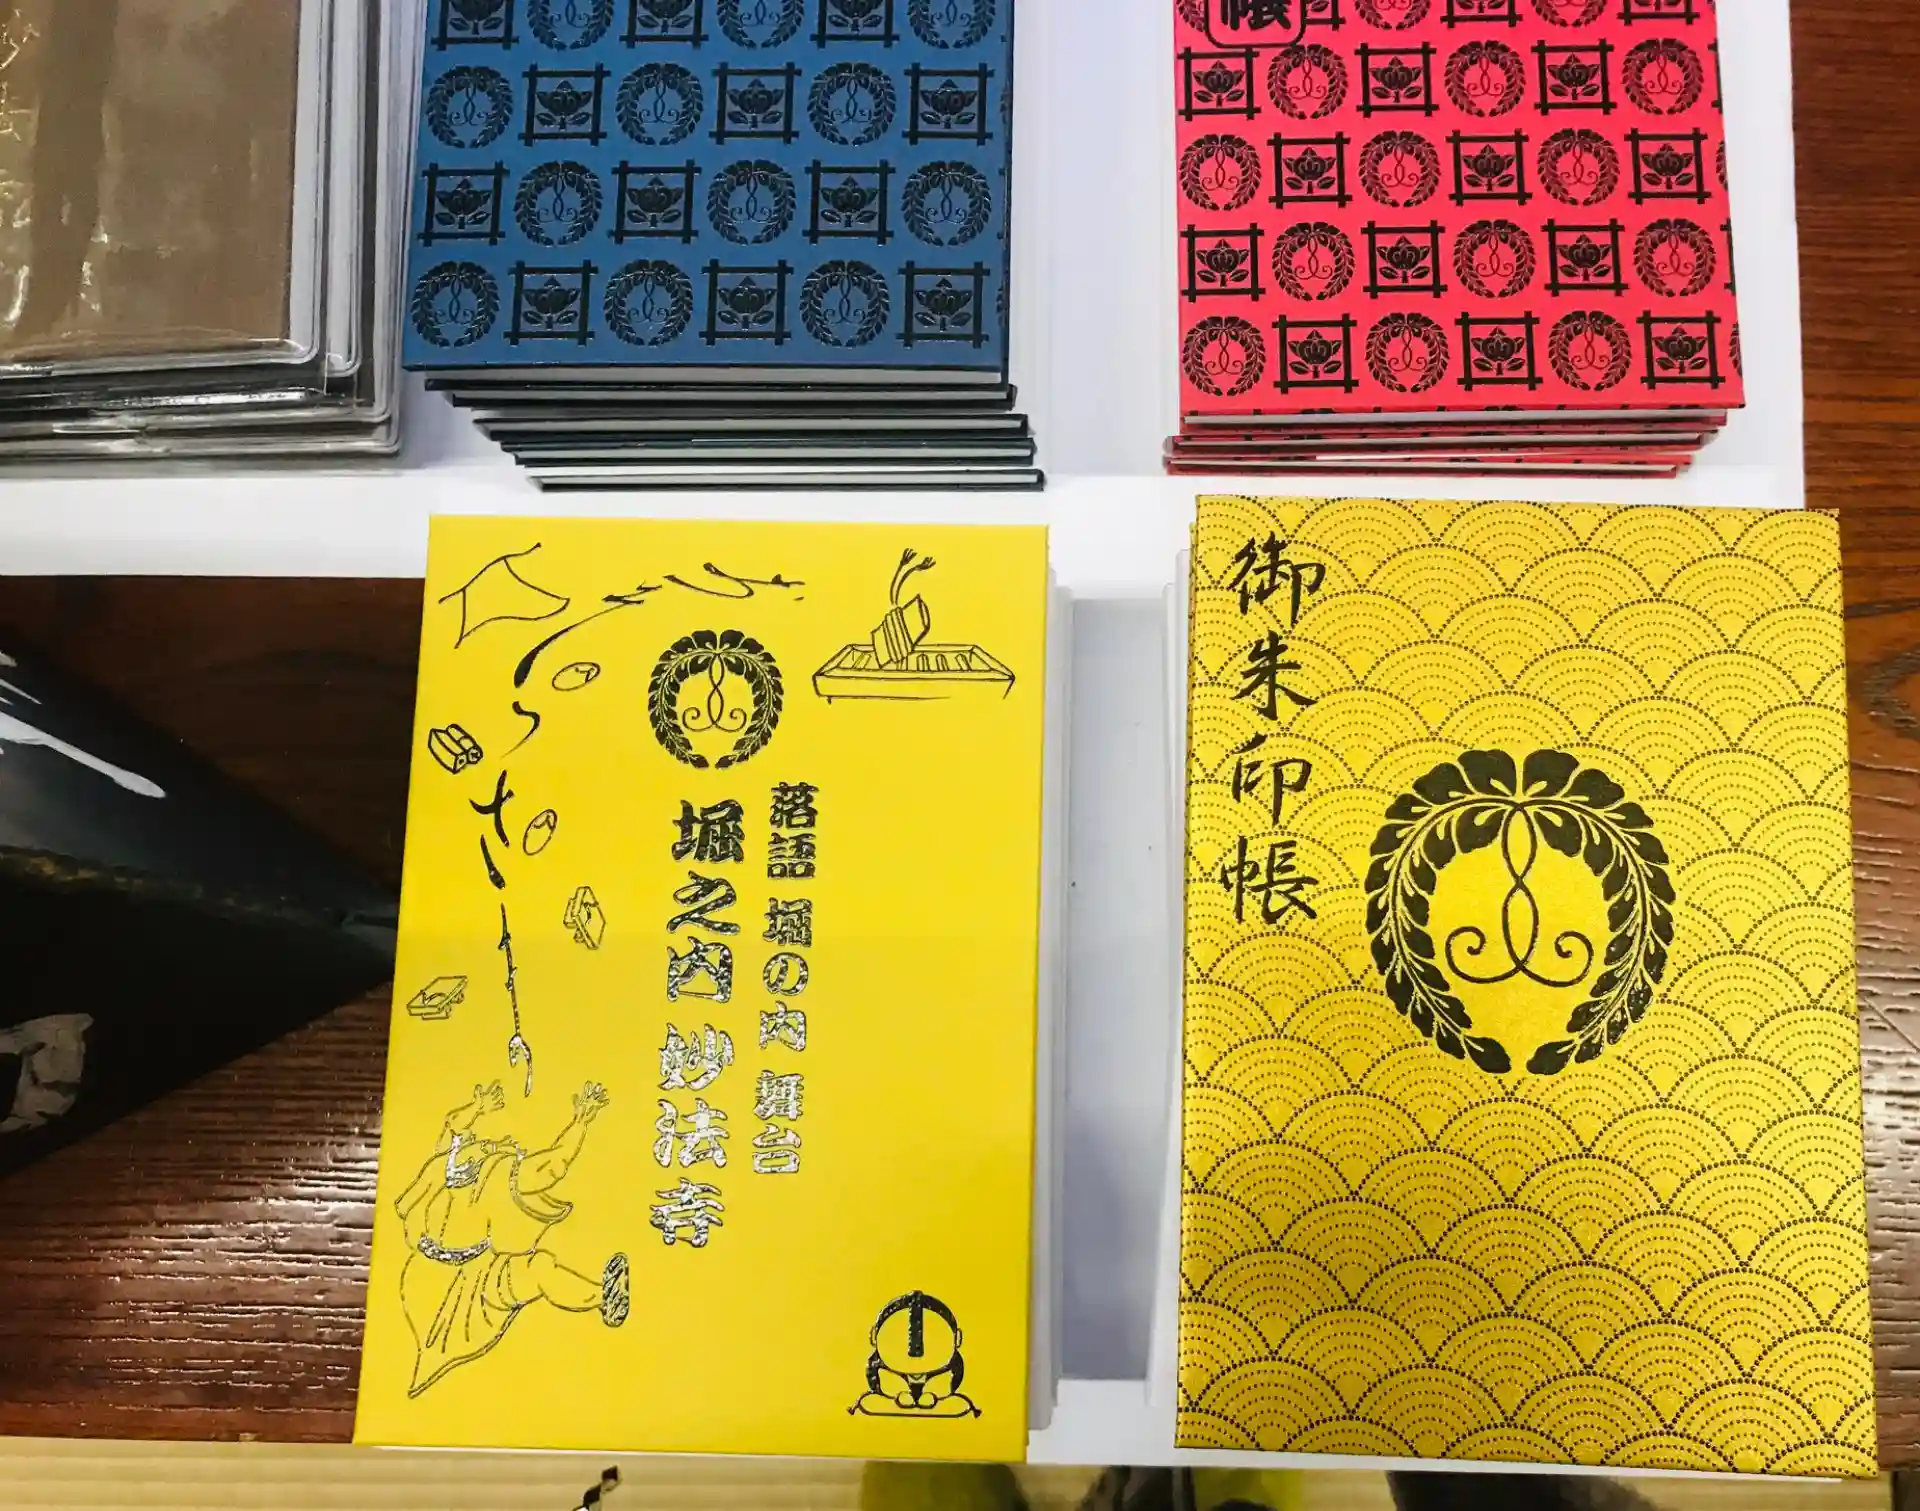 帳
落語 堀の内 舞台
堀之内 妙法寺
御朱印帳